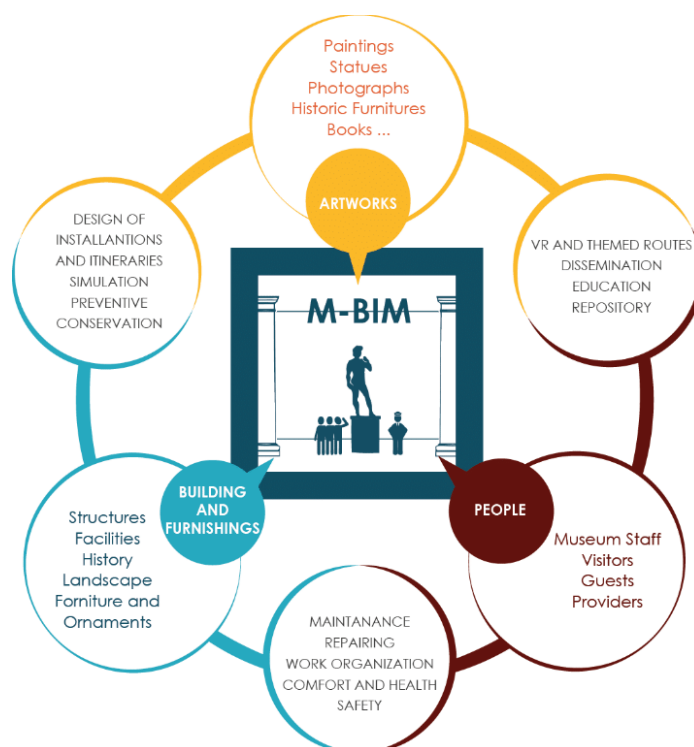 Paintings
Statues
Photographs
Historic Furnitures
Books ...
ARTWORKS
DESIGN OF
INSTALLANTIONS
AND ITINERARIES
SIMULATION
PREVENTIVE
CONSERVATION
VR AND THEMED ROUTES
DISSEMINATION
EDUCATION
REPOSITORY
M-BIM
BUILDING
AND
FURNISHINGS
Structures
Facilities
History
Landscape
Forniture and
Ornaments
PEOPLE
Museum Staff
Visitors
Guests
Providers
MAINTANANCE
REPAIRING
WORK ORGANIZATION
COMFORT AND HEALTH
SAFETY